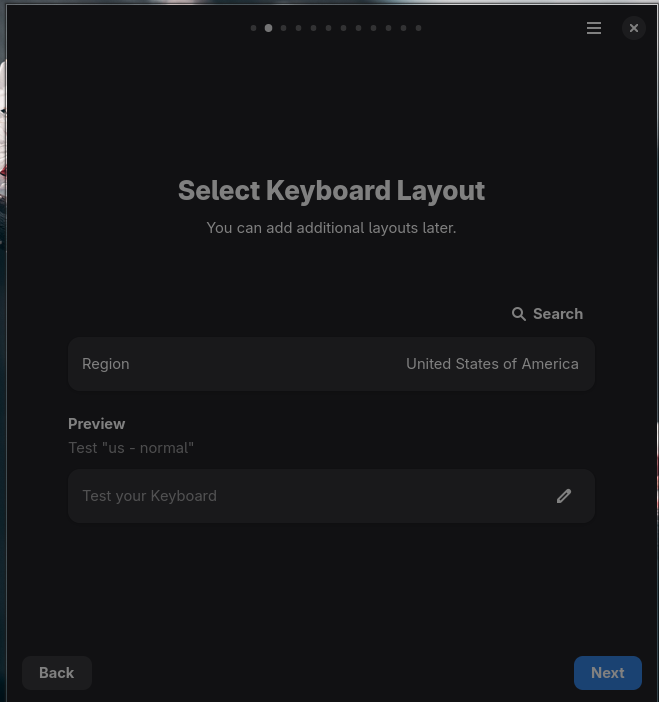 Select Keyboard Layout
You can add additional layouts later.
Search
Region United States of America
Preview
Test "us - normal"
Test your Keyboard
Back Next